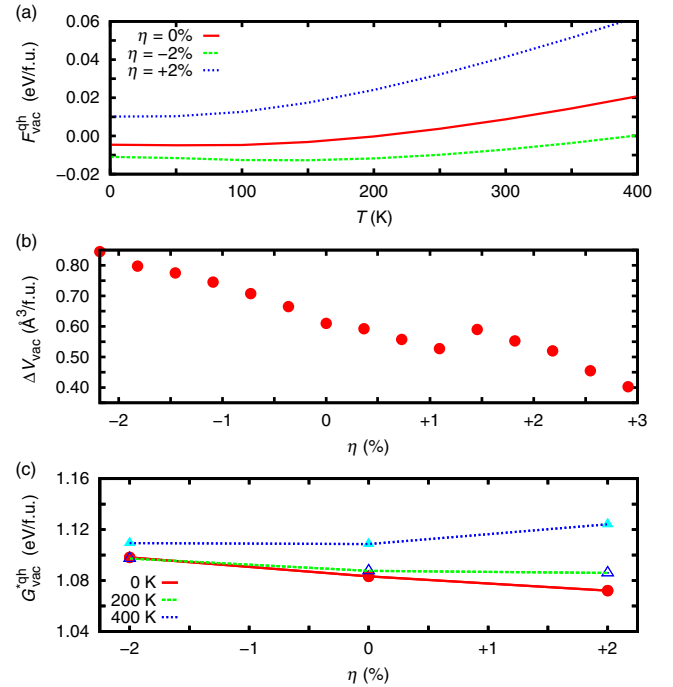 (a)
F^qh_vac (eV/f.u.)
0.06
0.04
0.02
0.00
−0.02
η = 0%
η = −2%
η = +2%
0 100 200 300 400
T (K)
(b)
ΔV_vac (Å³/f.u.)
0.80
0.70
0.60
0.50
0.40
−2 −1 0 +1 +2 +3
η (%)
(c)
G^*qh_vac (eV/f.u.)
1.16
1.12
1.08
1.04
0 K
200 K
400 K
−2 −1 0 +1 +2
η (%)